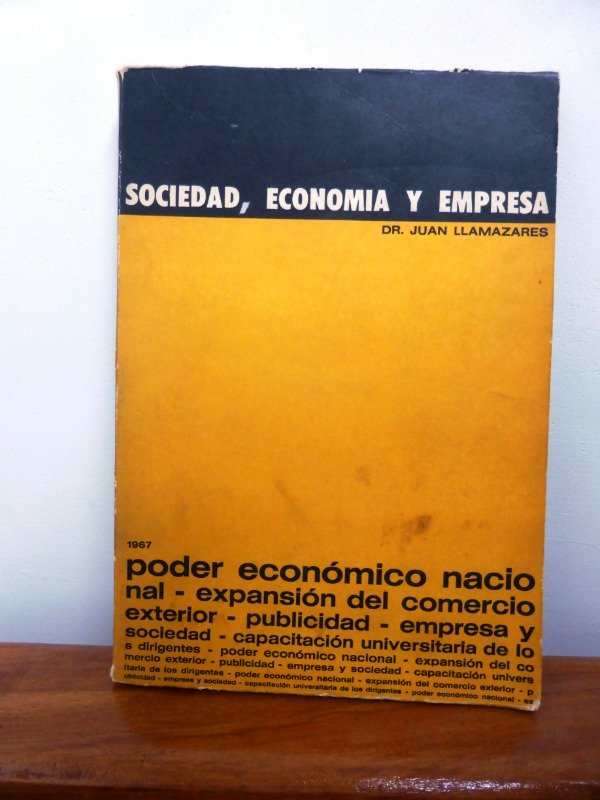 SOCIEDAD, ECONOMIA Y EMPRESA
DR. JUAN LLAMAZARES
1967
poder económico nacio
nal - expansión del comercio
exterior - publicidad - empresa y
sociedad - capacitación universitaria de lo
s dirigentes - poder económico nacional - expansión del co
mercio exterior - publicidad - empresa y sociedad - capacitación univers
itaria de los dirigentes - poder económico nacional - expansión del comercio exterior - p
ublicidad - empresa y sociedad - capacitación universitaria de los dirigentes - poder económico nacional - ex